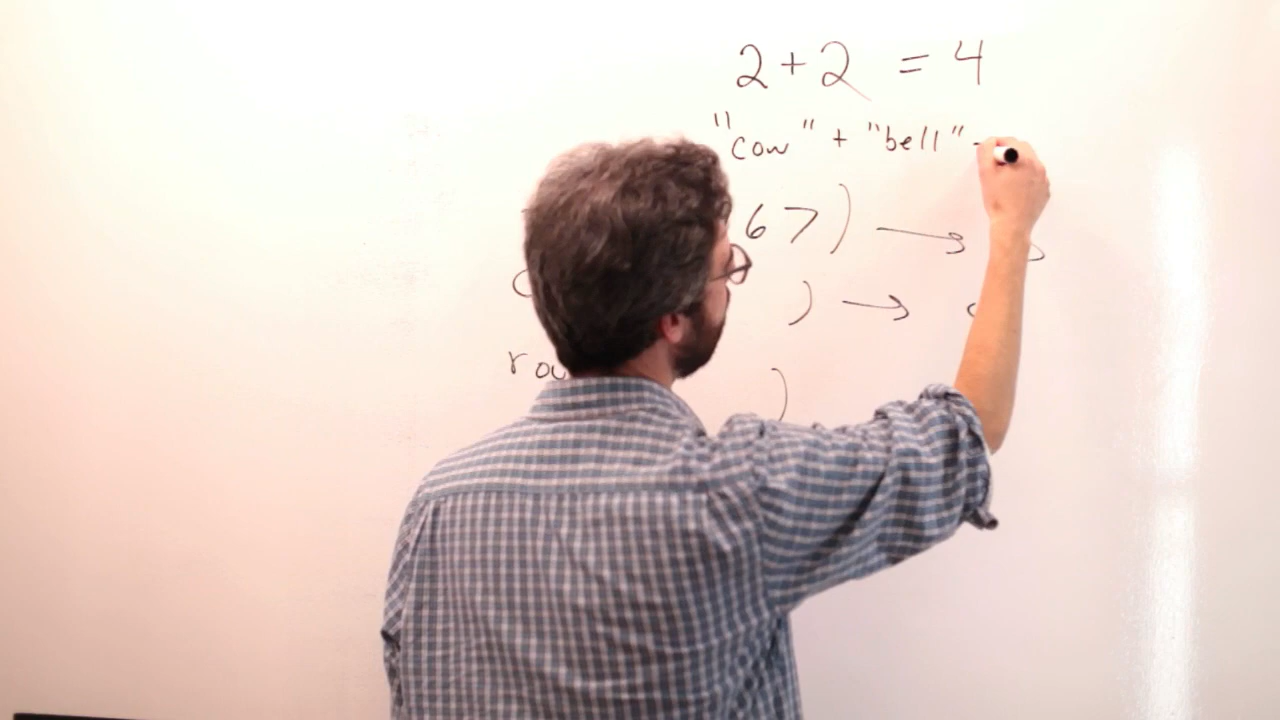 2+2 = 4
"cow" + "bell"
67) →
) →
rou
)